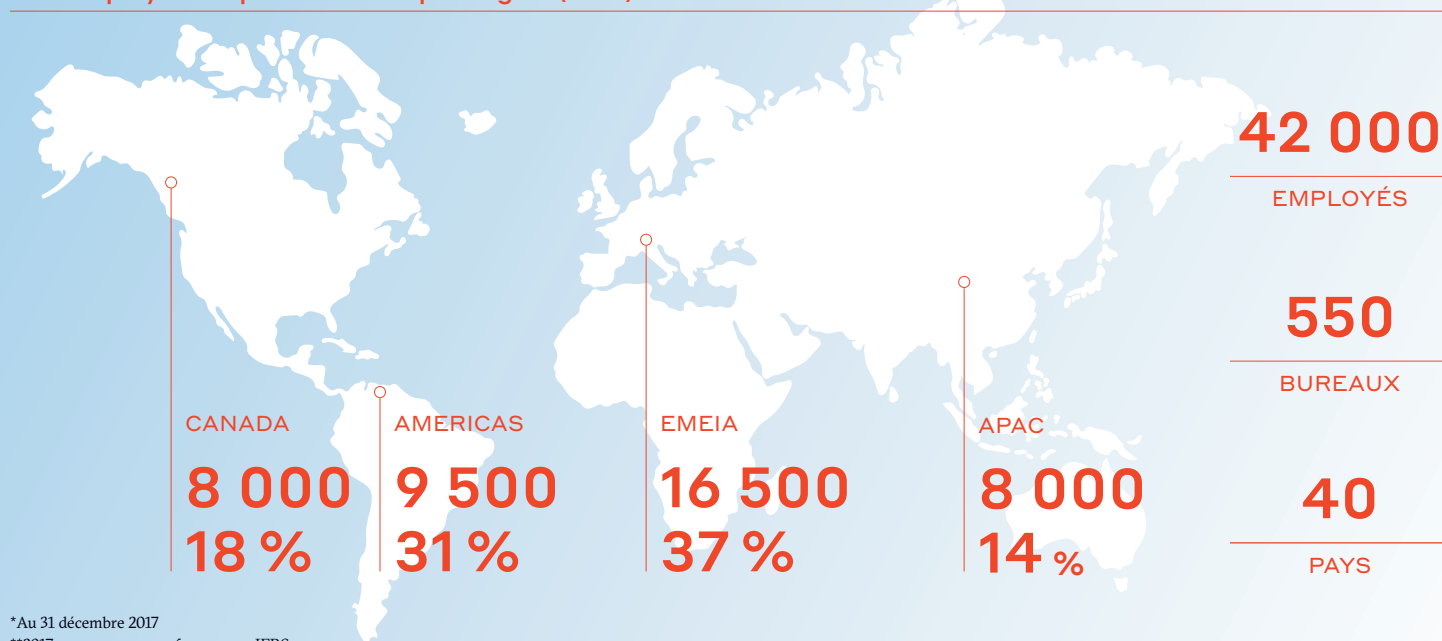 CANADA
8 000
18 %
AMERICAS
9 500
31 %
EMEIA
16 500
37 %
APAC
8 000
14 %
42 000
EMPLOYÉS
550
BUREAUX
40
PAYS
*Au 31 décembre 2017